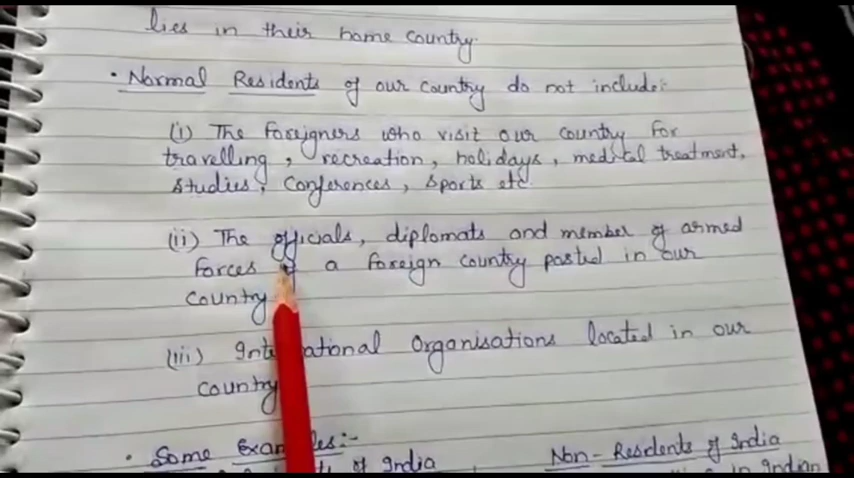 lies in their home country.
• Normal Residents of our country do not include:-
(i) The foreigners who visit our country for
travelling, recreation, holidays, medical treatment,
studies, conferences, sports etc.
(ii) The officials, diplomats and member of armed
forces of a foreign country posted in our
country
(iii) International Organisations located in our
country
• Some Examples:- Non-Residents of India
of India in Indian